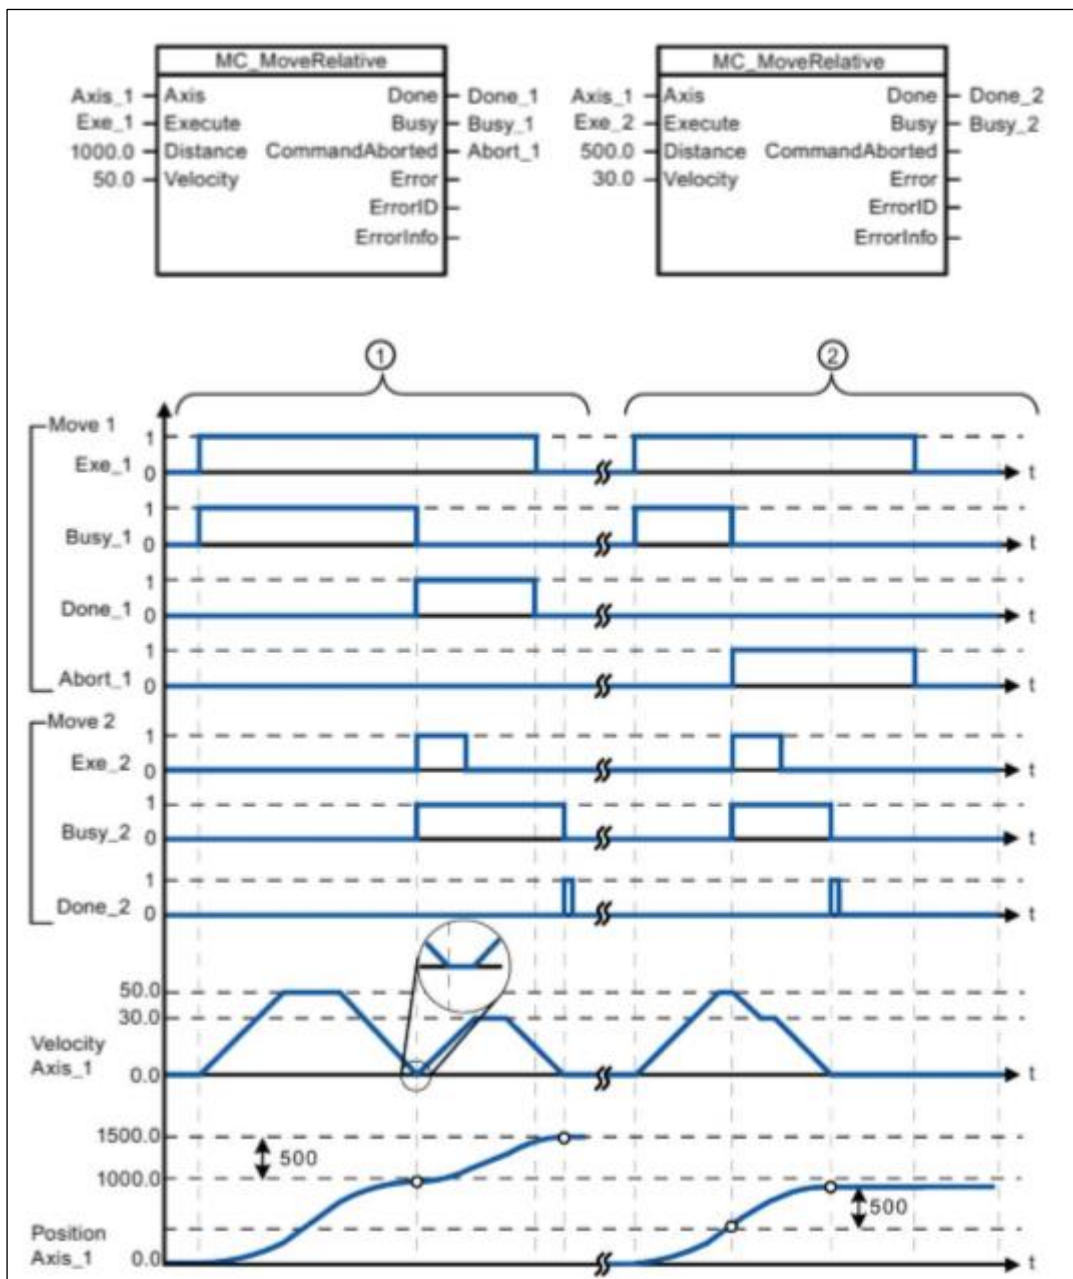 MC_MoveRelative
Axis_1 Axis Done Done_1
Exe_1 Execute Busy Busy_1
1000.0 Distance CommandAborted Abort_1
50.0 Velocity Error
ErrorID
ErrorInfo
MC_MoveRelative
Axis_1 Axis Done Done_2
Exe_2 Execute Busy Busy_2
500.0 Distance CommandAborted
30.0 Velocity Error
ErrorID
ErrorInfo
1 2
Move 1
1
Exe_1 0 t
1
Busy_1 0 t
1
Done_1 0 t
1
Abort_1 0 t
Move 2
1
Exe_2 0 t
1
Busy_2 0 t
1
Done_2 0 t
50.0
30.0
Velocity
Axis_1 0.0 t
1500.0
500
1000.0
500
Position
Axis_1 0.0 t